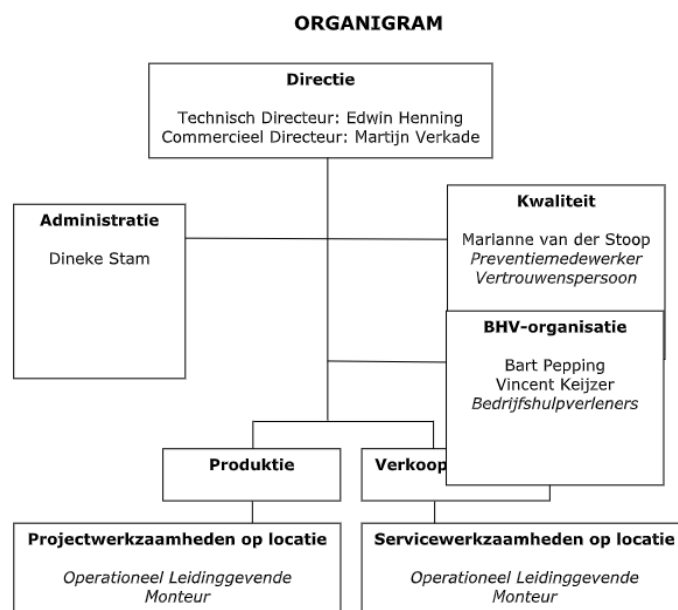 ORGANIGRAM
Directie
Technisch Directeur: Edwin Henning
Commercieel Directeur: Martijn Verkade
Administratie
Dineke Stam
Kwaliteit
Marianne van der Stoop
Preventiemedewerker
Vertrouwenspersoon
BHV-organisatie
Bart Pepping
Vincent Keijzer
Bedrijfshulpverleners
Produktie
Verkoop
Projectwerkzaamheden op locatie
Operationeel Leidinggevende
Monteur
Servicewerkzaamheden op locatie
Operationeel Leidinggevende
Monteur